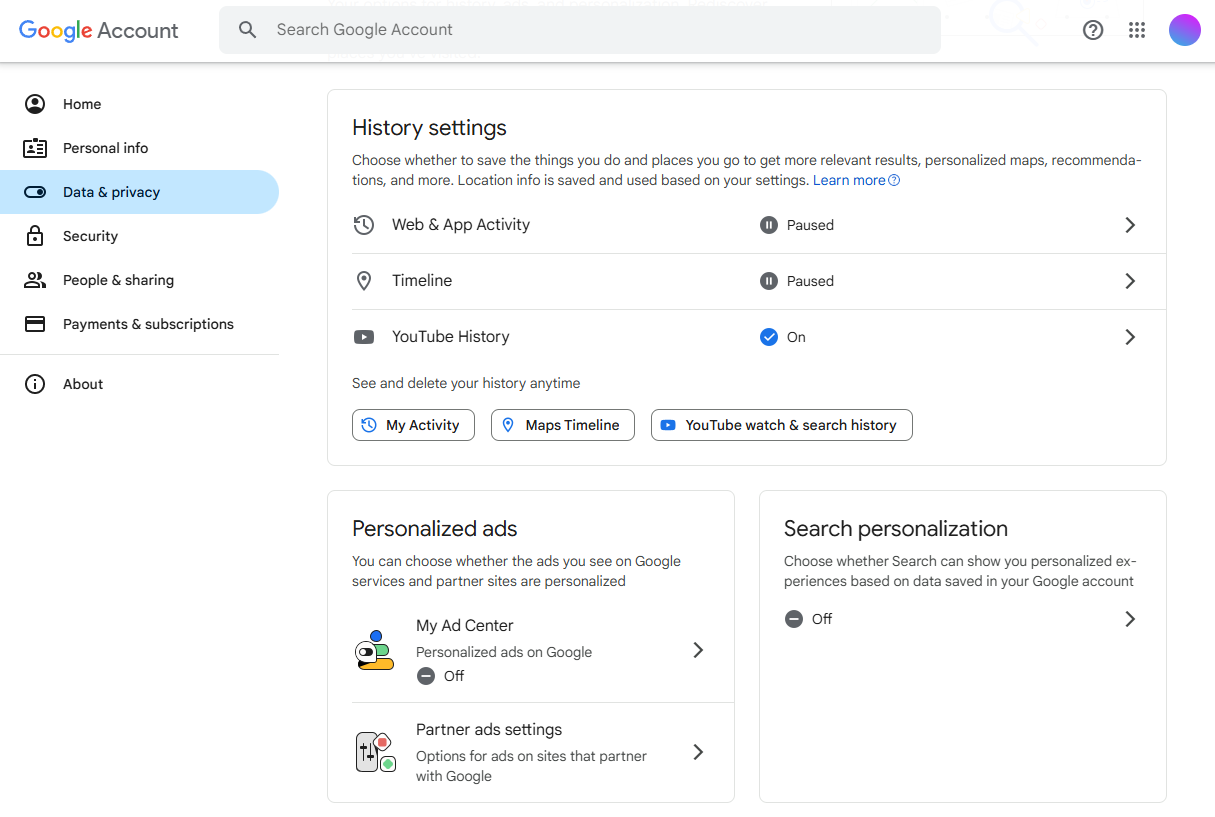 Google Account
Search Google Account
Home
Personal info
Data & privacy
Security
People & sharing
Payments & subscriptions
About
History settings
Choose whether to save the things you do and places you go to get more relevant results, personalized maps, recommenda-
tions, and more. Location info is saved and used based on your settings. Learn more
Web & App Activity
Paused
Timeline
Paused
YouTube History
On
See and delete your history anytime
My Activity
Maps Timeline
YouTube watch & search history
Personalized ads
You can choose whether the ads you see on Google
services and partner sites are personalized
My Ad Center
Personalized ads on Google
Off
Partner ads settings
Options for ads on sites that partner
with Google
Search personalization
Choose whether Search can show you personalized ex-
periences based on data saved in your Google account
Off